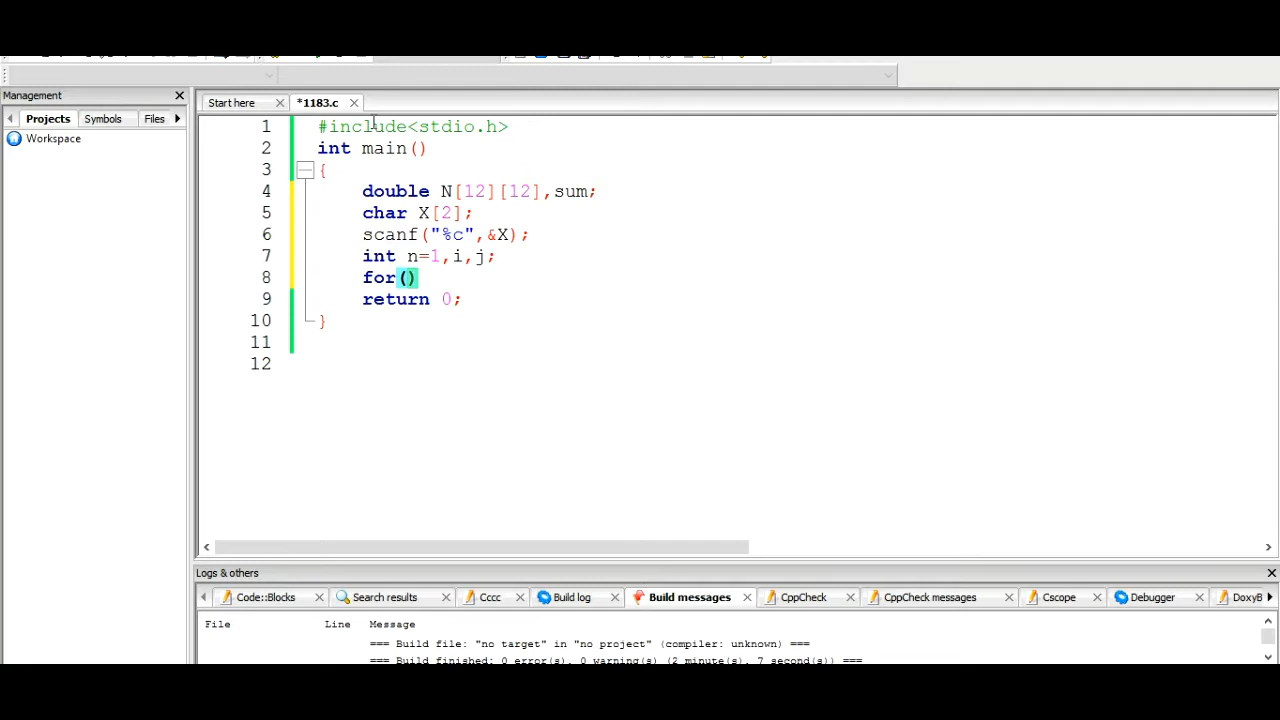 Management
Start here
*1183.c
Projects
Symbols
Files
Workspace
1 #include<stdio.h>
2 int main()
3 {
4 double N[12][12],sum;
5 char X[2];
6 scanf("%c",&X);
7 int n=1,i,j;
8 for()
9 return 0;
10 }
11
12
Logs & others
Code::Blocks
Search results
Cccc
Build log
Build messages
CppCheck
CppCheck messages
Cscope
Debugger
DoxyB
File Line Message
=== Build file: "no target" in "no project" (compiler: unknown) ===
=== Build finished: 0 error(s), 0 warning(s) (2 minute(s), 7 second(s)) ===